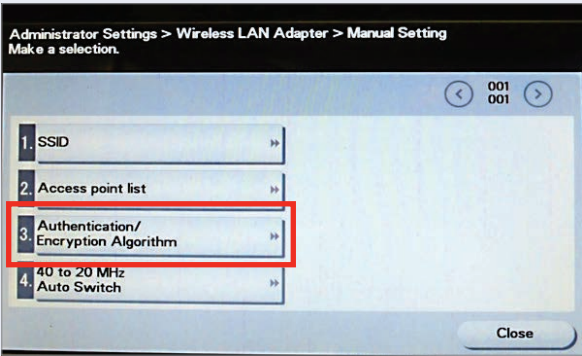 Administrator Settings > Wireless LAN Adapter > Manual Setting
Make a selection.
001
001
1. SSID
2. Access point list
3. Authentication/
Encryption Algorithm
4. 40 to 20 MHz
Auto Switch
Close